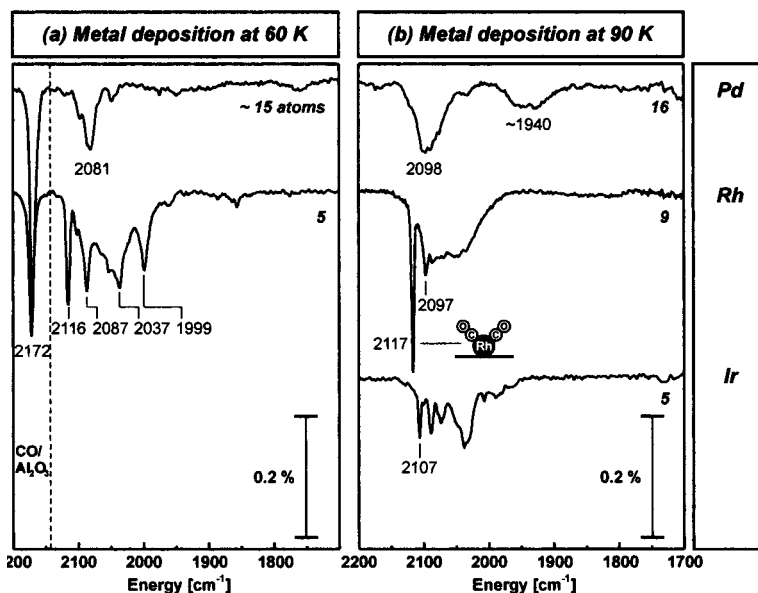 (a) Metal deposition at 60 K
(b) Metal deposition at 90 K
~ 15 atoms
2081
5
2172
2116 2087 2037 1999
CO/
Al₂O₃
0.2 %
200 2100 2000 1900 1800
Energy [cm⁻¹]
16
~1940
2098
9
2097
2117
O C Rh C O
5
2107
0.2 %
2200 2100 2000 1900 1800 1700
Energy [cm⁻¹]
Pd
Rh
Ir